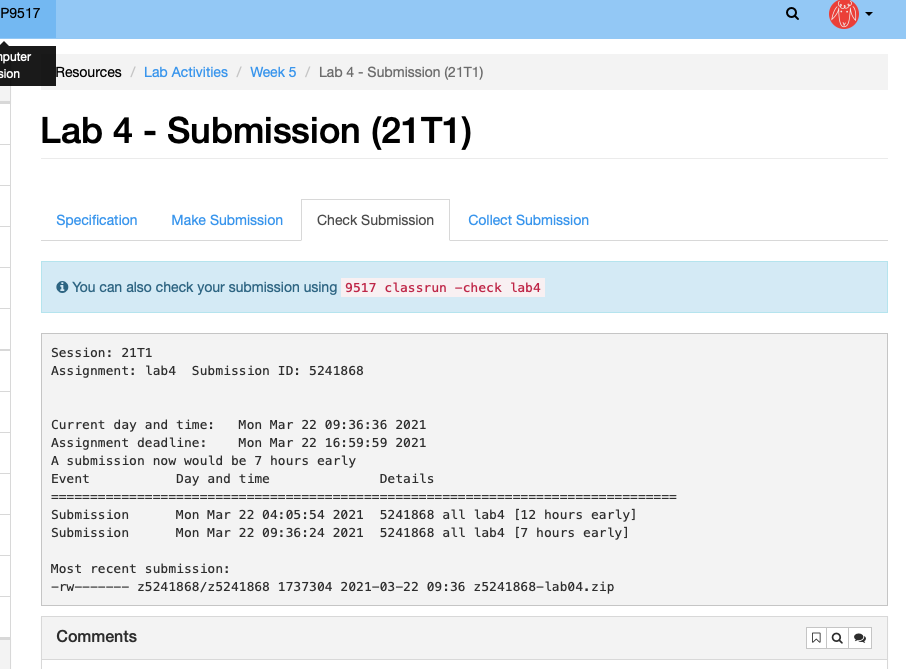 P9517
mputer
sion
Resources / Lab Activities / Week 5 / Lab 4 - Submission (21T1)
Lab 4 - Submission (21T1)
Specification Make Submission Check Submission Collect Submission
You can also check your submission using 9517 classrun -check lab4
Session: 21T1
Assignment: lab4  Submission ID: 5241868
Current day and time:   Mon Mar 22 09:36:36 2021
Assignment deadline:    Mon Mar 22 16:59:59 2021
A submission now would be 7 hours early
Event           Day and time              Details
================================================================================
Submission      Mon Mar 22 04:05:54 2021  5241868 all lab4 [12 hours early]
Submission      Mon Mar 22 09:36:24 2021  5241868 all lab4 [7 hours early]
Most recent submission:
-rw------- z5241868/z5241868 1737304 2021-03-22 09:36 z5241868-lab04.zip
Comments